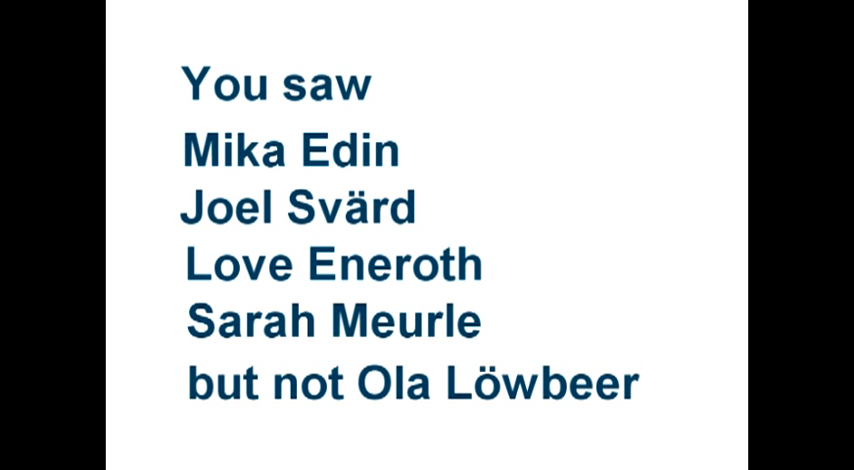 You saw
Mika Edin
Joel Svärd
Love Eneroth
Sarah Meurle
but not Ola Löwbeer